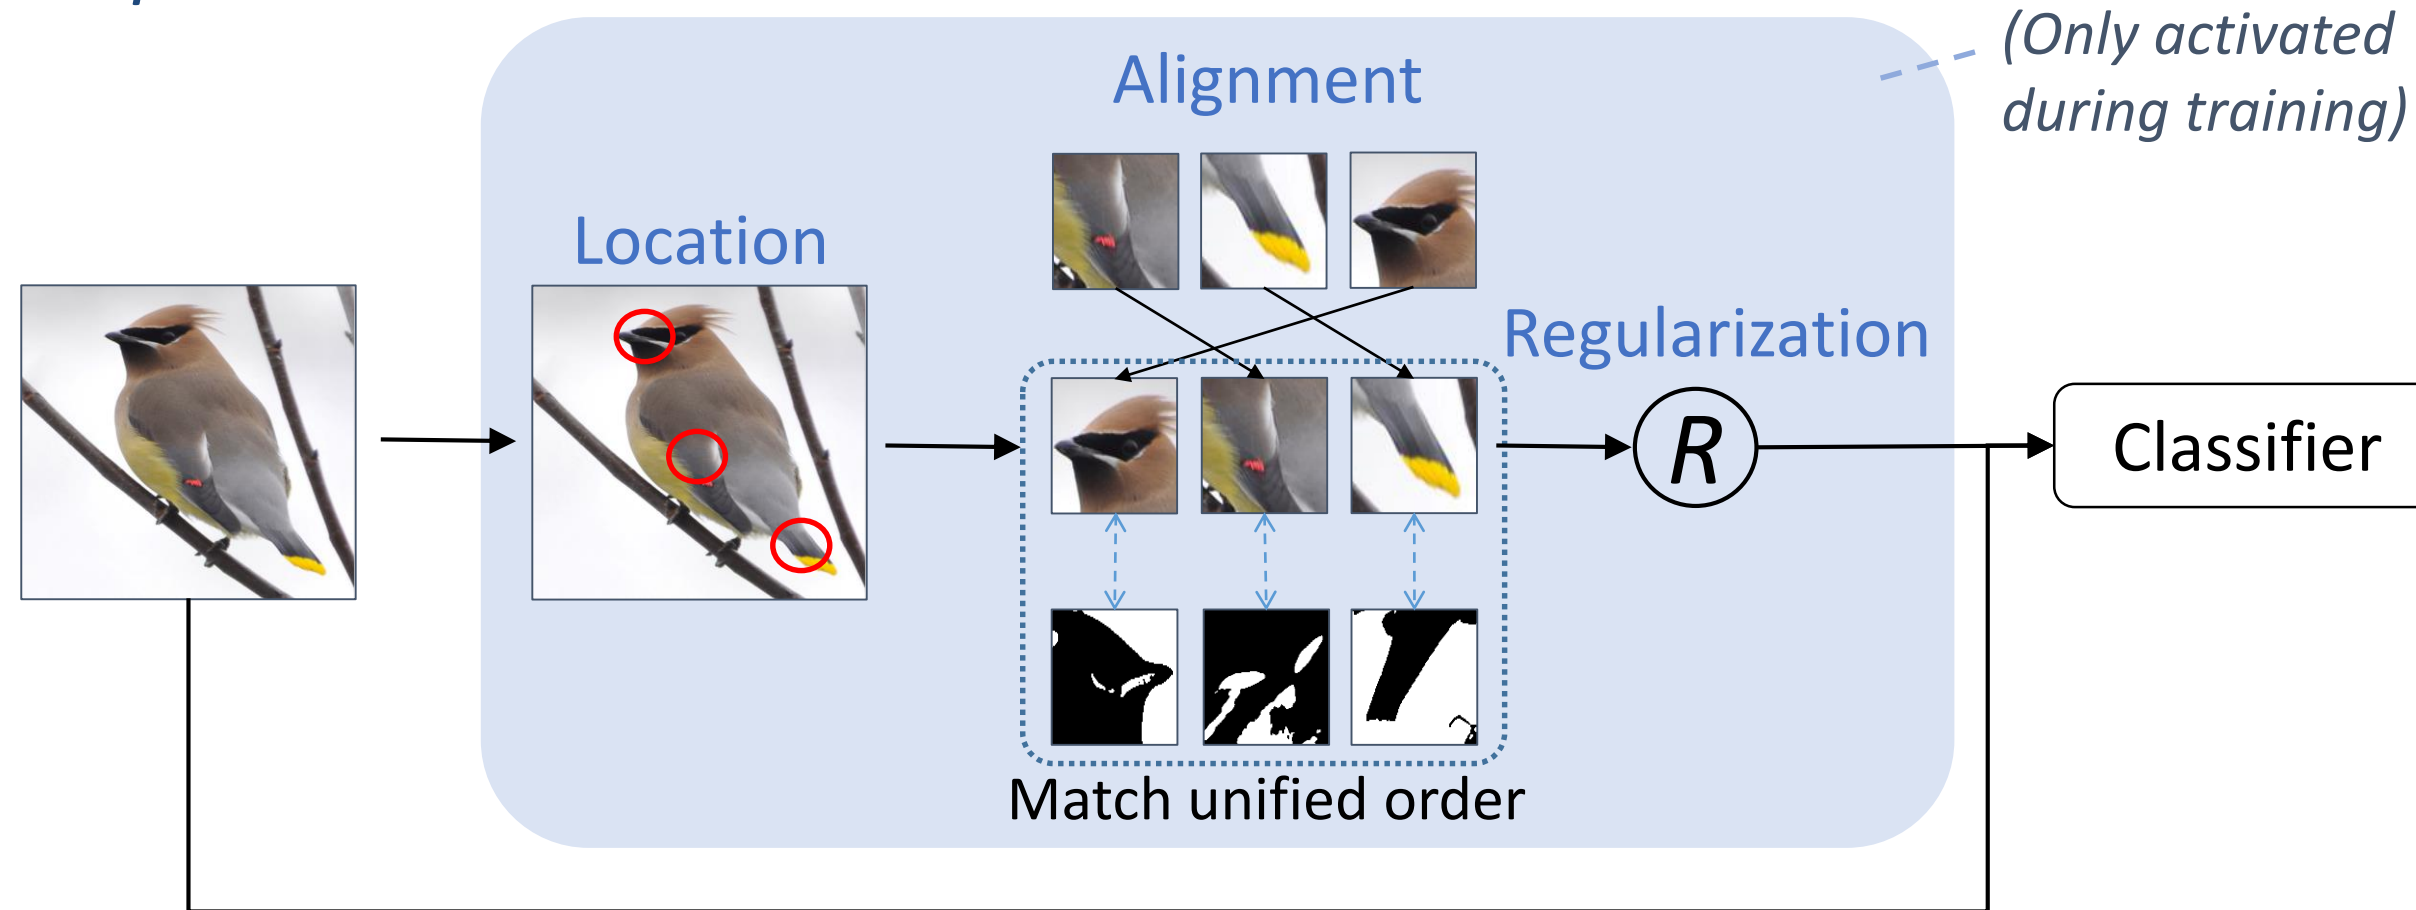 (Only activated
during training)
Alignment
Location
Regularization
R
Classifier
Match unified order